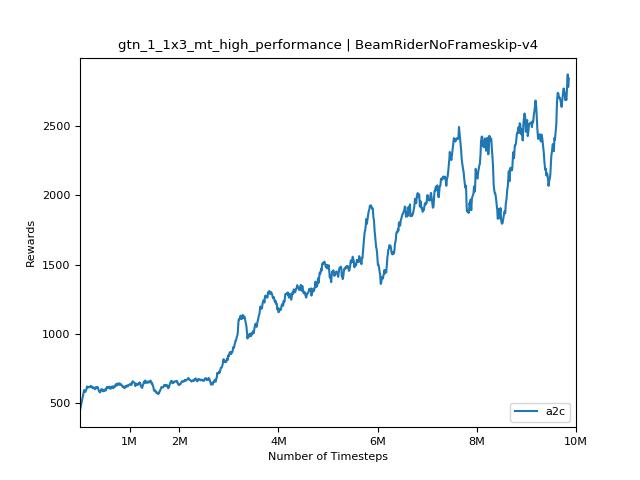 gtn_1_1x3_mt_high_performance | BeamRiderNoFrameskip-v4
Rewards
2500
2000
1500
1000
500
1M 2M 4M 6M 8M 10M
Number of Timesteps
a2c